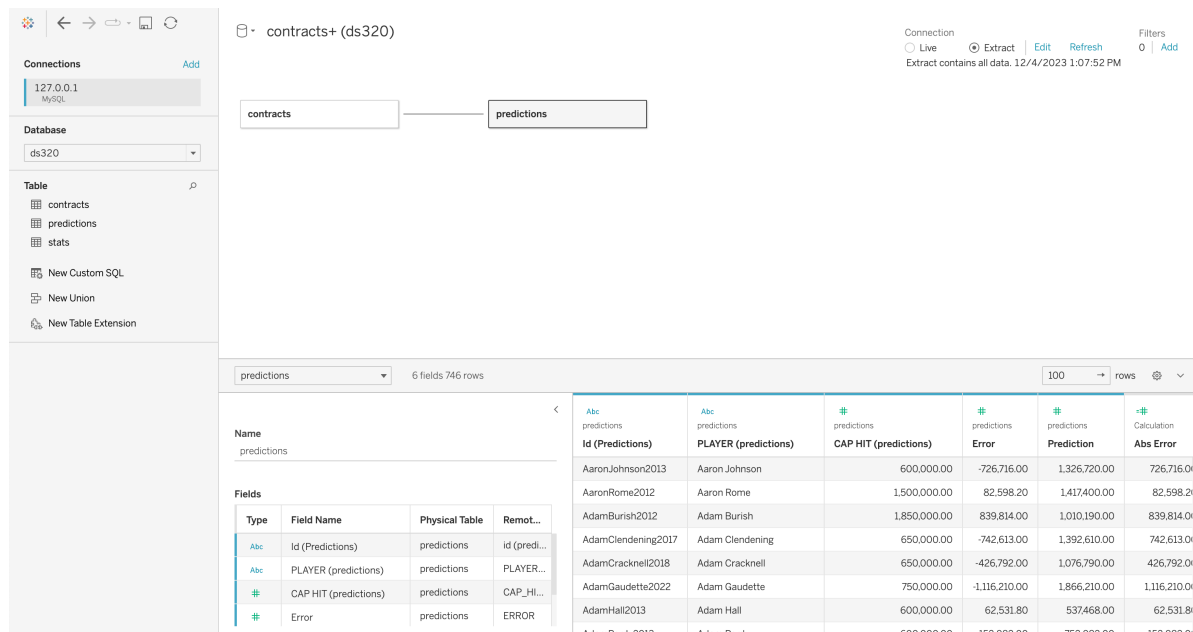 contracts+ (ds320)
Connection
Live
Extract
Edit
Refresh
Filters
0
Add
Extract contains all data. 12/4/2023 1:07:52 PM
Connections
Add
127.0.0.1
MySQL
Database
ds320
Table
contracts
predictions
stats
New Custom SQL
New Union
New Table Extension
contracts
predictions
predictions
6 fields 746 rows
100
rows
Name
predictions
Fields
Type Field Name Physical Table Remot...
Abc Id (Predictions) predictions id (predi...
Abc PLAYER (predictions) predictions PLAYER...
# CAP HIT (predictions) predictions CAP_HI...
# Error predictions ERROR
Abc Abc # # # =#
predictions predictions predictions predictions predictions Calculation
Id (Predictions) PLAYER (predictions) CAP HIT (predictions) Error Prediction Abs Error
AaronJohnson2013 Aaron Johnson 600,000.00 -726,716.00 1,326,720.00 726,716.0
AaronRome2012 Aaron Rome 1,500,000.00 82,598.20 1,417,400.00 82,598.2
AdamBurish2012 Adam Burish 1,850,000.00 839,814.00 1,010,190.00 839,814.0
AdamClendening2017 Adam Clendening 650,000.00 -742,613.00 1,392,610.00 742,613.0
AdamCracknell2018 Adam Cracknell 650,000.00 -426,792.00 1,076,790.00 426,792.0
AdamGaudette2022 Adam Gaudette 750,000.00 -1,116,210.00 1,866,210.00 1,116,210.0
AdamHall2013 Adam Hall 600,000.00 62,531.80 537,468.00 62,531.8